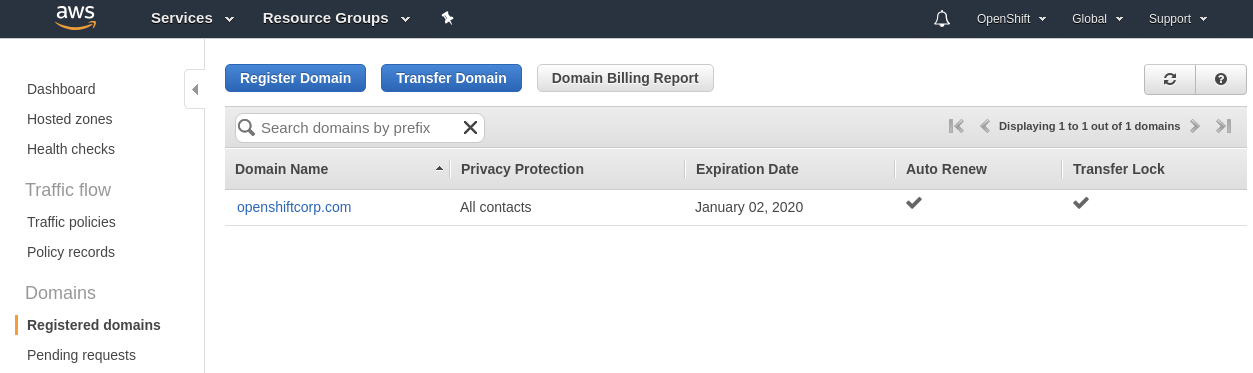 aws Services Resource Groups OpenShift Global Support
Dashboard
Hosted zones
Health checks
Traffic flow
Traffic policies
Policy records
Domains
Registered domains
Pending requests
Register Domain Transfer Domain Domain Billing Report
Search domains by prefix Displaying 1 to 1 out of 1 domains
Domain Name Privacy Protection Expiration Date Auto Renew Transfer Lock
openshiftcorp.com All contacts January 02, 2020